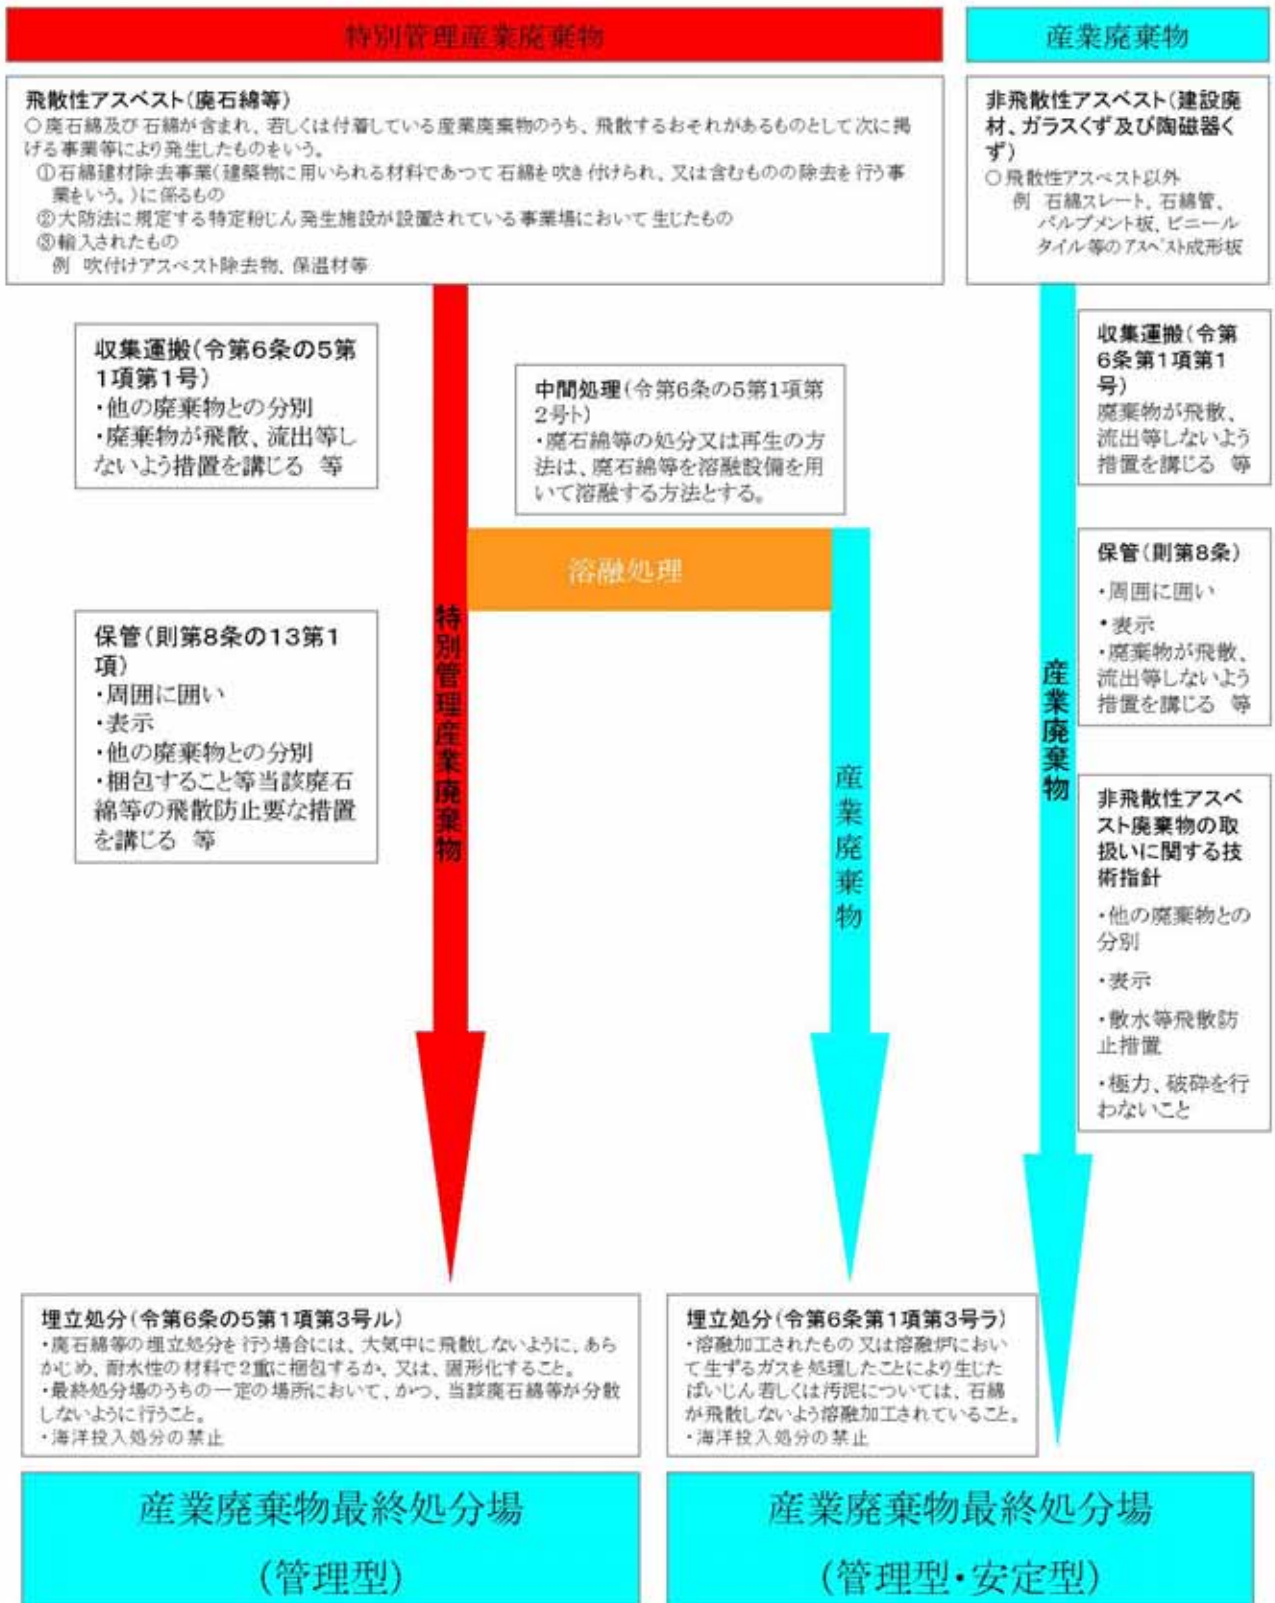 特別管理産業廃棄物
産業廃棄物
飛散性アスベスト(廃石綿等)
○廃石綿及び石綿が含まれ、若しくは付着している産業廃棄物のうち、飛散するおそれがあるものとして次に掲
げる事業等により発生したものをいう。
①石綿建材除去事業(建築物に用いられる材料であつて石綿を吹き付けられ、又は含むものの除去を行う事
業をいう。)に係るもの
②大防法に規定する特定粉じん発生施設が設置されている事業場において生じたもの
③輸入されたもの
例 吹付けアスベスト除去物、保温材等
非飛散性アスベスト(建設廃
材、ガラスくず及び陶磁器く
ず)
○飛散性アスベスト以外
例 石綿スレート、石綿管、
パルプメント板、ビニール
タイル等のアスベスト成形板
収集運搬(令第6条の5第
1項第1号)
・他の廃棄物との分別
・廃棄物が飛散、流出等し
ないよう措置を講じる 等
中間処理(令第6条の5第1項第
2号ト)
・廃石綿等の処分又は再生の方
法は、廃石綿等を溶融設備を用
いて溶融する方法とする。
収集運搬(令第
6条第1項第1
号)
廃棄物が飛散、
流出等しないよう
措置を講じる 等
溶融処理
保管(則第8条)
・周囲に囲い
・表示
・廃棄物が飛散、
流出等しないよう
措置を講じる 等
保管(則第8条の13第1
項)
・周囲に囲い
・表示
・他の廃棄物との分別
・梱包すること等当該廃石
綿等の飛散防止要な措置
を講じる 等
特別管理産業廃棄物
産業廃棄物
産業廃棄物
非飛散性アスベ
スト廃棄物の取
扱いに関する技
術指針
・他の廃棄物との
分別
・表示
・散水等飛散防
止措置
・極力、破砕を行
わないこと
埋立処分(令第6条の5第1項第3号ル)
・廃石綿等の埋立処分を行う場合には、大気中に飛散しないように、あら
かじめ、耐水性の材料で2重に梱包するか、又は、固形化すること。
・最終処分場のうちの一定の場所において、かつ、当該廃石綿等が分散
しないように行うこと。
・海洋投入処分の禁止
埋立処分(令第6条第1項第3号ラ)
・溶融加工されたもの又は溶融炉におい
て生ずるガスを処理したことにより生じた
ばいじん若しくは汚泥については、石綿
が飛散しないよう溶融加工されていること。
・海洋投入処分の禁止
産業廃棄物最終処分場
(管理型)
産業廃棄物最終処分場
(管理型・安定型)